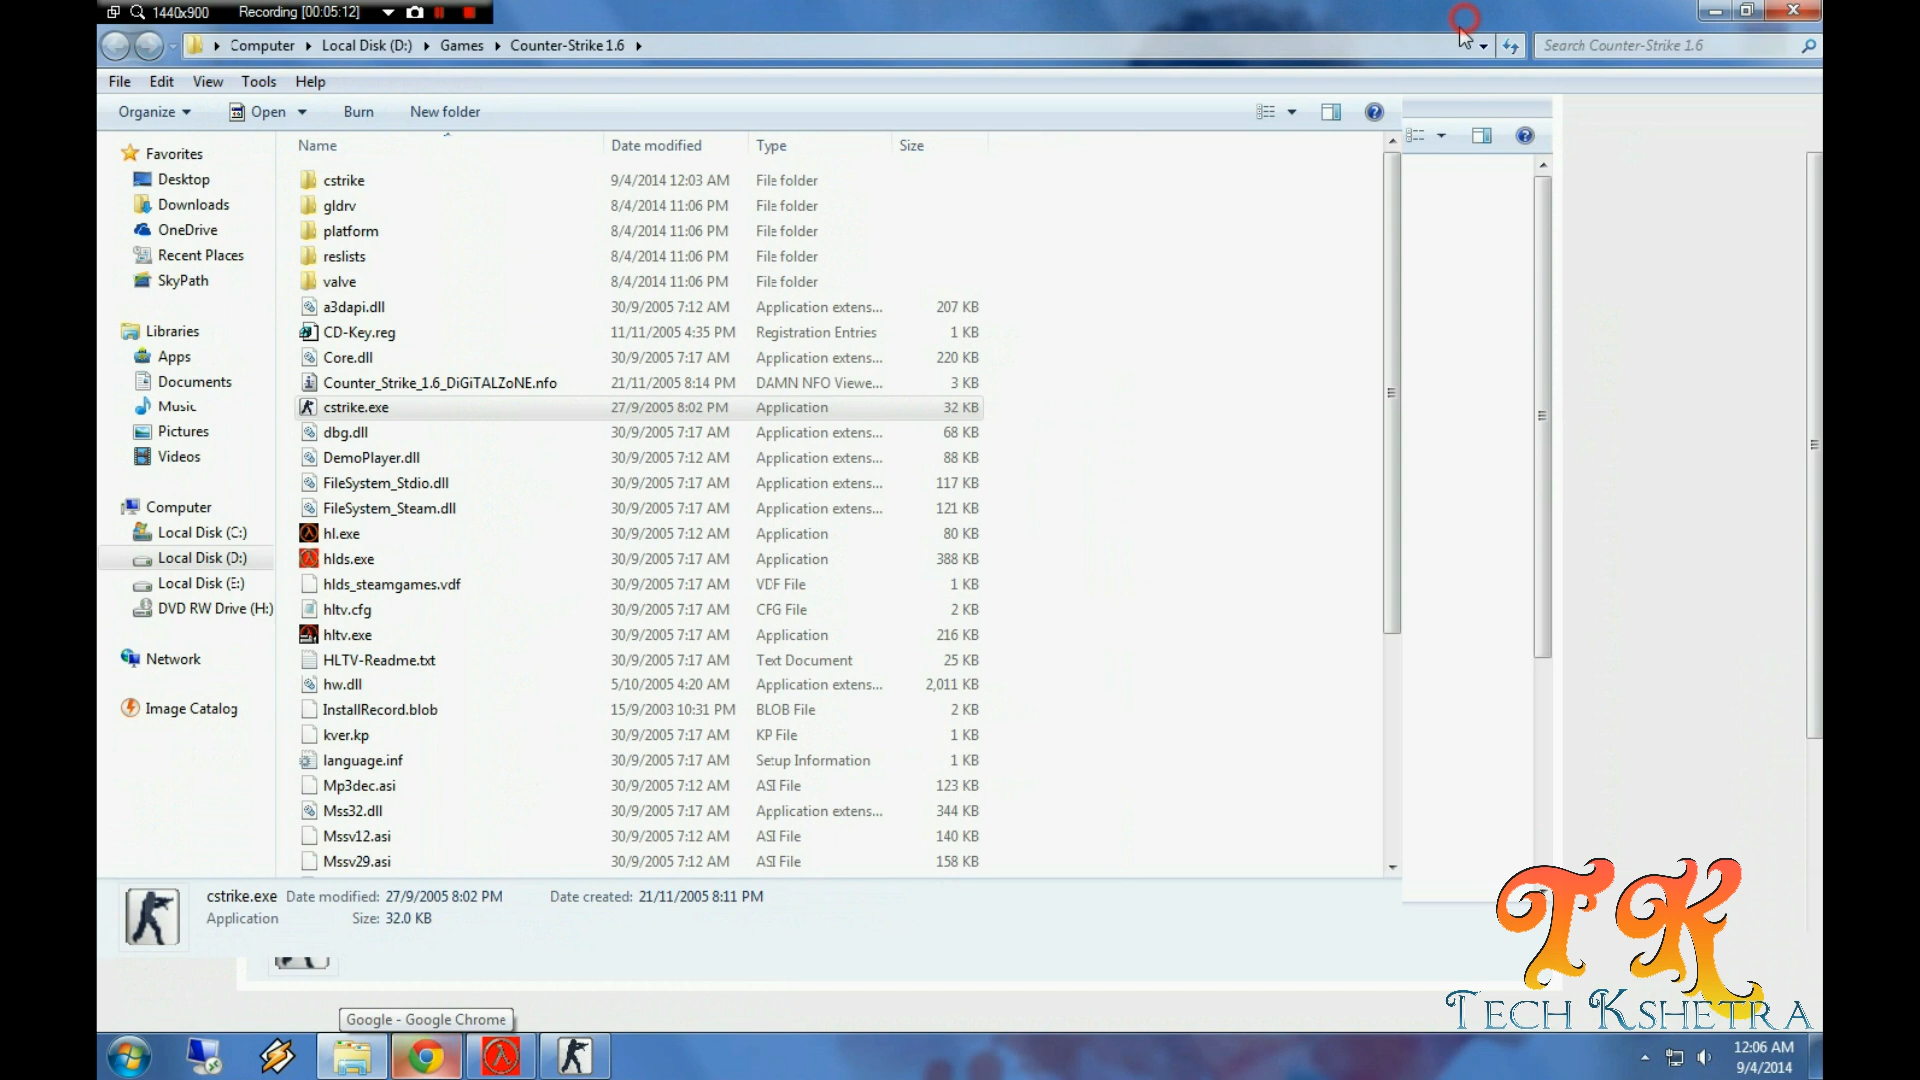 1440x900 Recording [00:05:12]
Computer Local Disk (D:) Games Counter-Strike 1.6 Search Counter-Strike 1.6
File Edit View Tools Help
Organize Open Burn New folder
Name Date modified Type Size
Favorites
Desktop
Downloads
OneDrive
Recent Places
SkyPath
Libraries
Apps
Documents
Music
Pictures
Videos
Computer
Local Disk (C:)
Local Disk (D:)
Local Disk (E:)
DVD RW Drive (H:)
Network
Image Catalog
cstrike 9/4/2014 12:03 AM File folder
gldrv 8/4/2014 11:06 PM File folder
platform 8/4/2014 11:06 PM File folder
reslists 8/4/2014 11:06 PM File folder
valve 8/4/2014 11:06 PM File folder
a3dapi.dll 30/9/2005 7:12 AM Application extens... 207 KB
CD-Key.reg 11/11/2005 4:35 PM Registration Entries 1 KB
Core.dll 30/9/2005 7:17 AM Application extens... 220 KB
Counter_Strike_1.6_DiGiTALZoNE.nfo 21/11/2005 8:14 PM DAMN NFO Viewe... 3 KB
cstrike.exe 27/9/2005 8:02 PM Application 32 KB
dbg.dll 30/9/2005 7:17 AM Application extens... 68 KB
DemoPlayer.dll 30/9/2005 7:12 AM Application extens... 88 KB
FileSystem_Stdio.dll 30/9/2005 7:17 AM Application extens... 117 KB
FileSystem_Steam.dll 30/9/2005 7:17 AM Application extens... 121 KB
hl.exe 30/9/2005 7:12 AM Application 80 KB
hlds.exe 30/9/2005 7:17 AM Application 388 KB
hlds_steamgames.vdf 30/9/2005 7:17 AM VDF File 1 KB
hltv.cfg 30/9/2005 7:17 AM CFG File 2 KB
hltv.exe 30/9/2005 7:17 AM Application 216 KB
HLTV-Readme.txt 30/9/2005 7:17 AM Text Document 25 KB
hw.dll 5/10/2005 4:20 AM Application extens... 2,011 KB
InstallRecord.blob 15/9/2003 10:31 PM BLOB File 2 KB
kver.kp 30/9/2005 7:17 AM KP File 1 KB
language.inf 30/9/2005 7:17 AM Setup Information 1 KB
Mp3dec.asi 30/9/2005 7:12 AM ASI File 123 KB
Mss32.dll 30/9/2005 7:17 AM Application extens... 344 KB
Mssv12.asi 30/9/2005 7:12 AM ASI File 140 KB
Mssv29.asi 30/9/2005 7:12 AM ASI File 158 KB
cstrike.exe Date modified: 27/9/2005 8:02 PM Date created: 21/11/2005 8:11 PM
Application Size: 32.0 KB
TK
TECH KSHETRA
Google - Google Chrome
12:06 AM
9/4/2014